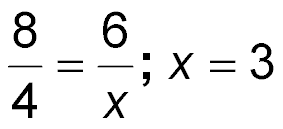 8/4 = 6/x; x = 3